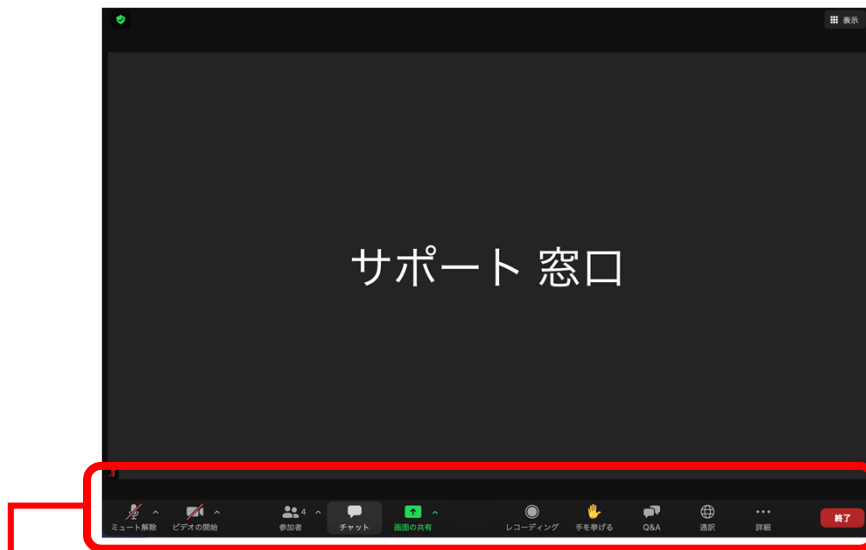 表示
サポート 窓口
ミュート解除 ビデオの開始 参加者 4 チャット 画面の共有 レコーディング 手を挙げる Q&A 通訳 詳細 終了